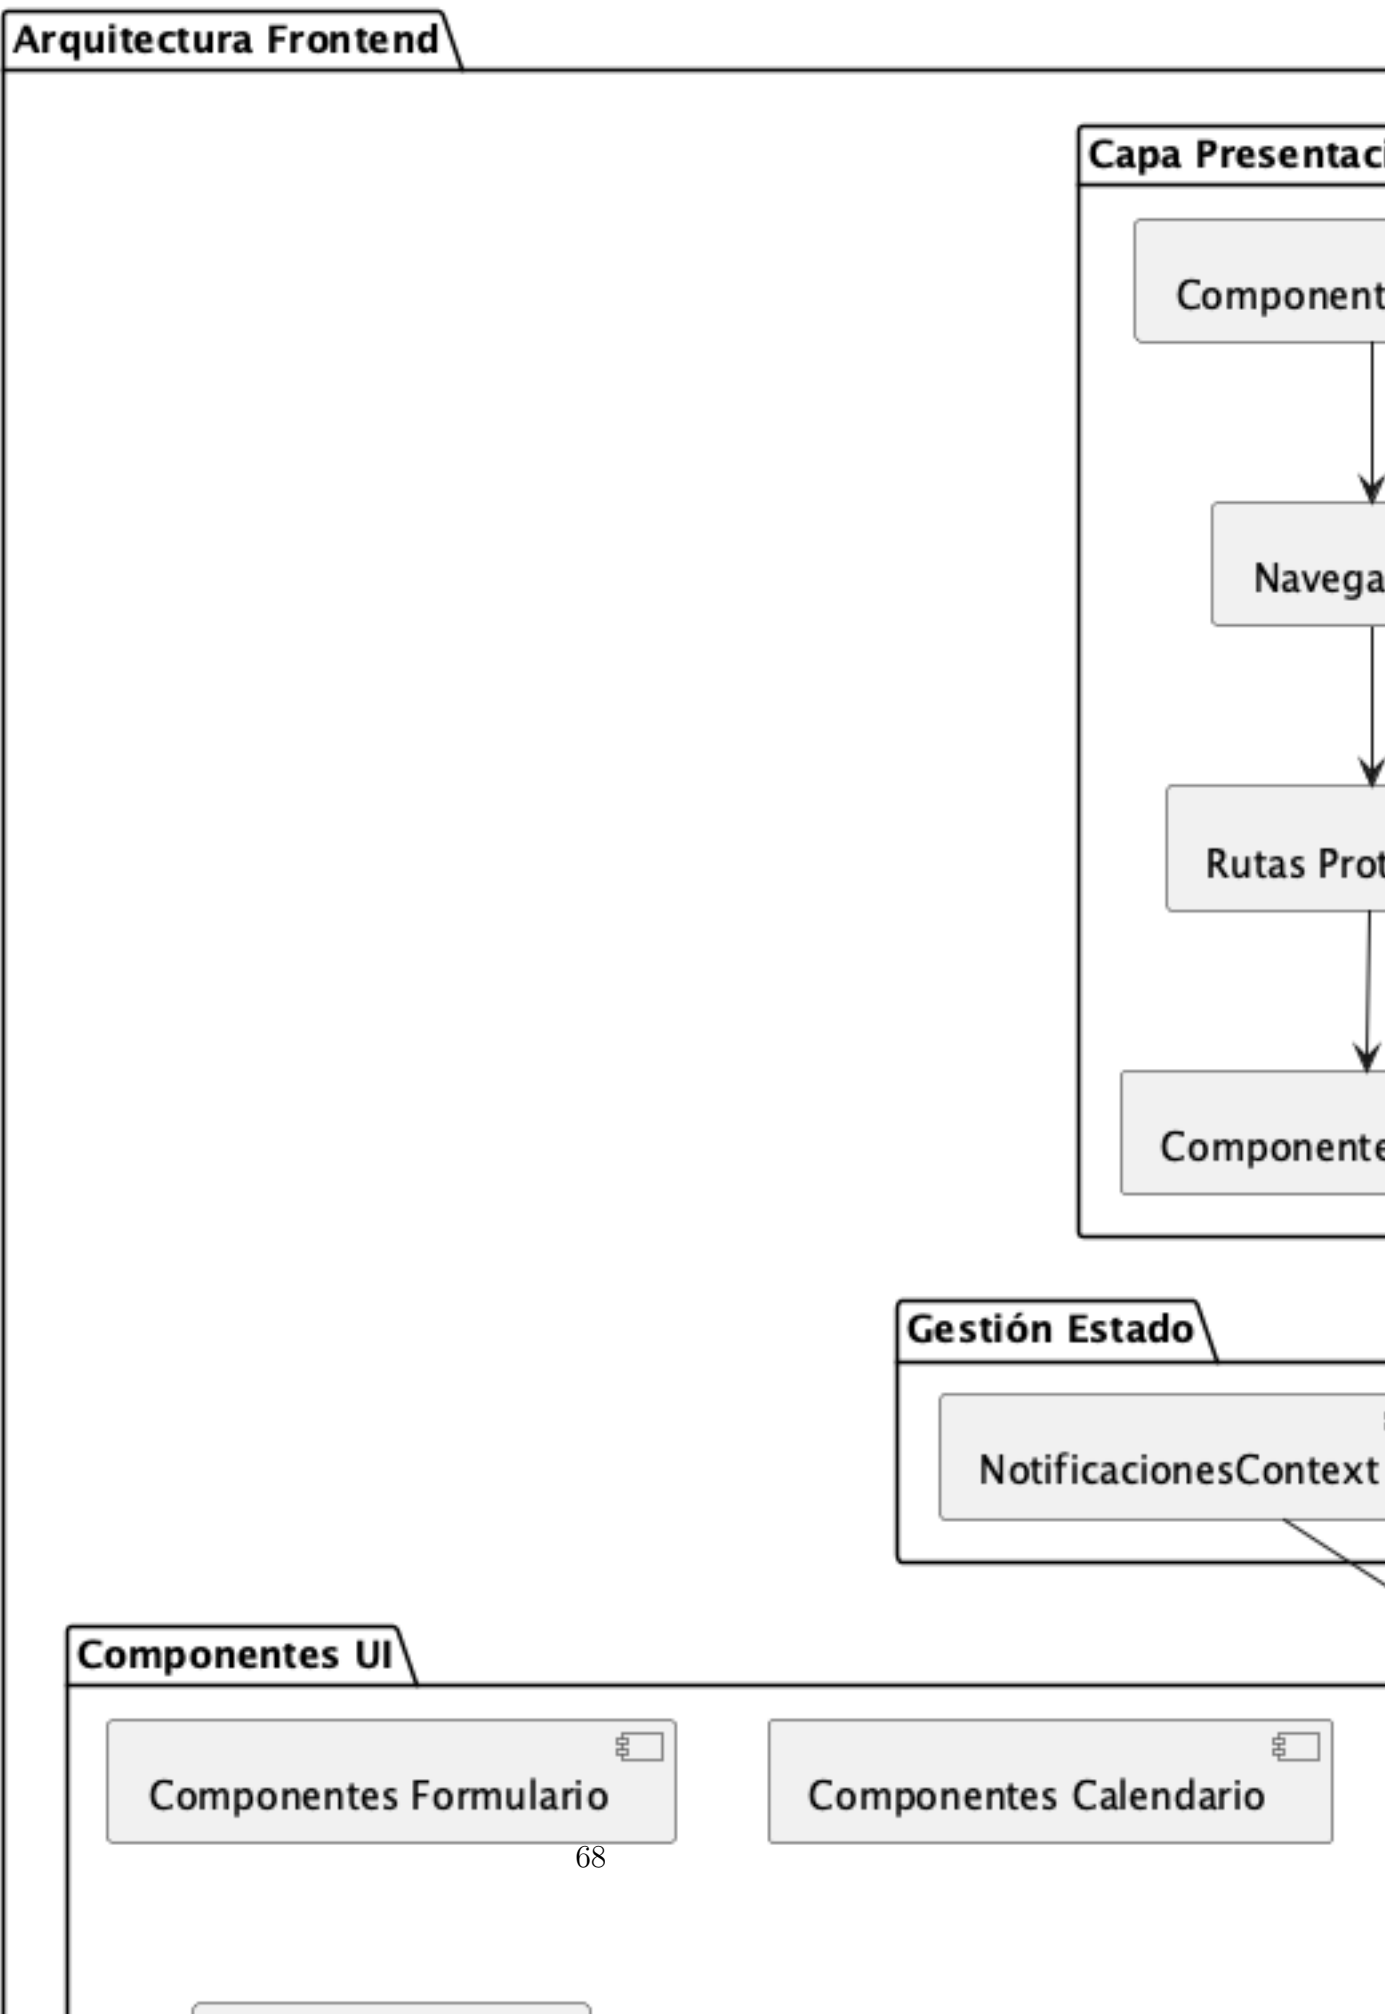 Arquitectura Frontend
Capa Presentaci
Component
Navega
Rutas Prot
Componente
Gestión Estado
NotificacionesContext
Componentes UI
Componentes Formulario
Componentes Calendario
68